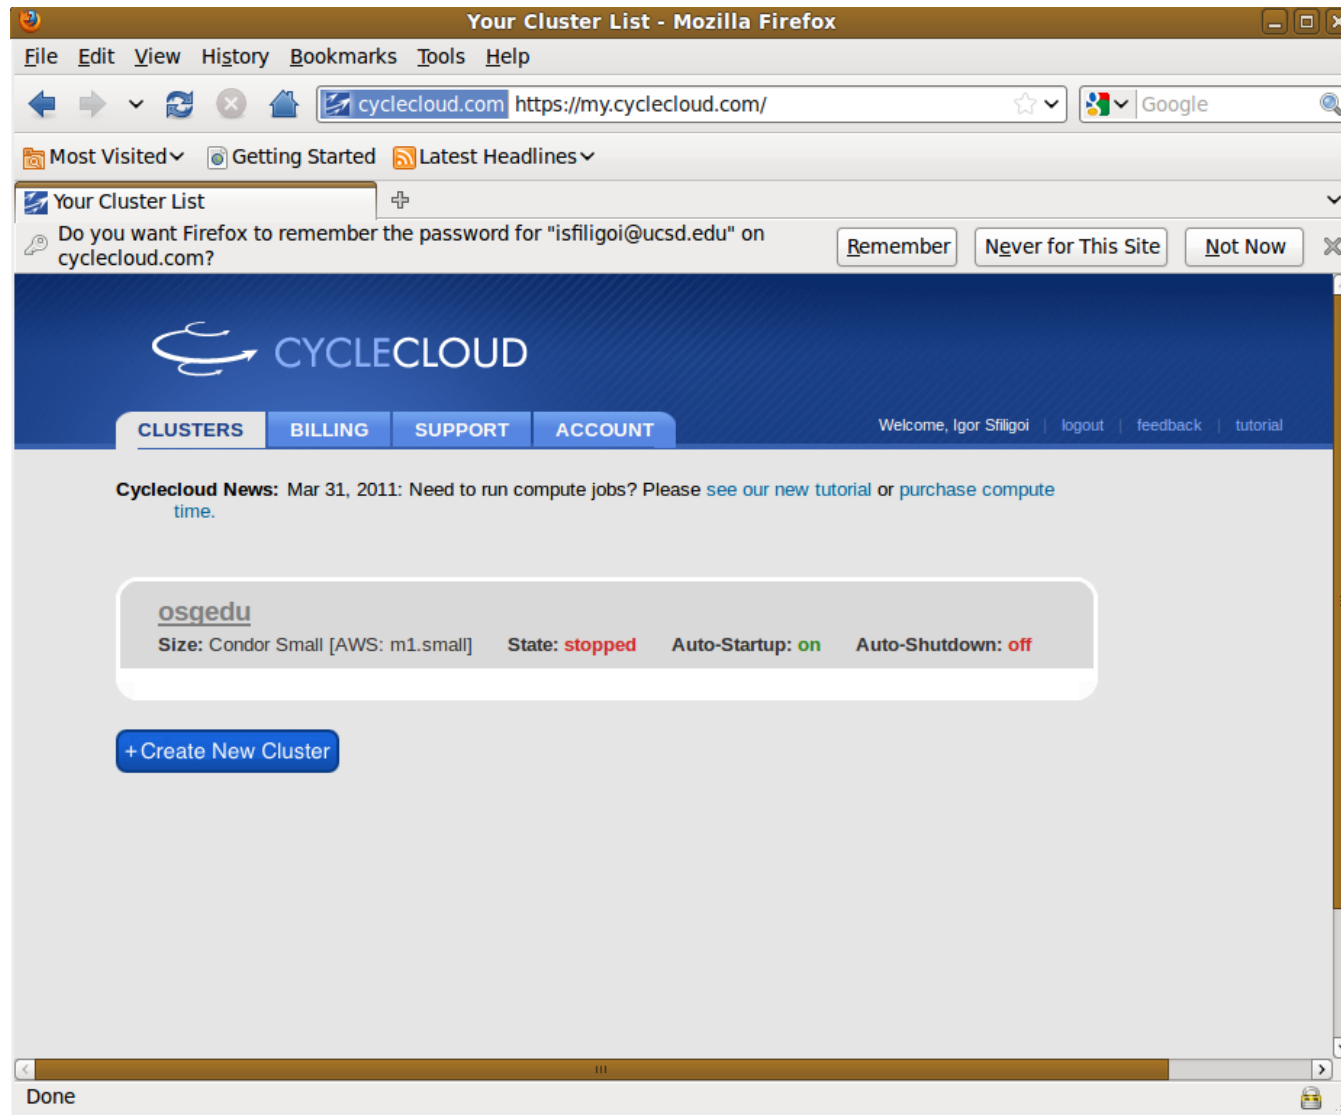 Your Cluster List - Mozilla Firefox
File Edit View History Bookmarks Tools Help
cyclecloud.com https://my.cyclecloud.com/ Google
Most Visited Getting Started Latest Headlines
Your Cluster List
Do you want Firefox to remember the password for "isfiligoi@ucsd.edu" on
cyclecloud.com?
Remember Never for This Site Not Now
CYCLECLOUD
CLUSTERS BILLING SUPPORT ACCOUNT Welcome, Igor Sfiligoi | logout | feedback | tutorial
Cyclecloud News: Mar 31, 2011: Need to run compute jobs? Please see our new tutorial or purchase compute
time.
osgedu
Size: Condor Small [AWS: m1.small] State: stopped Auto-Startup: on Auto-Shutdown: off
+Create New Cluster
Done